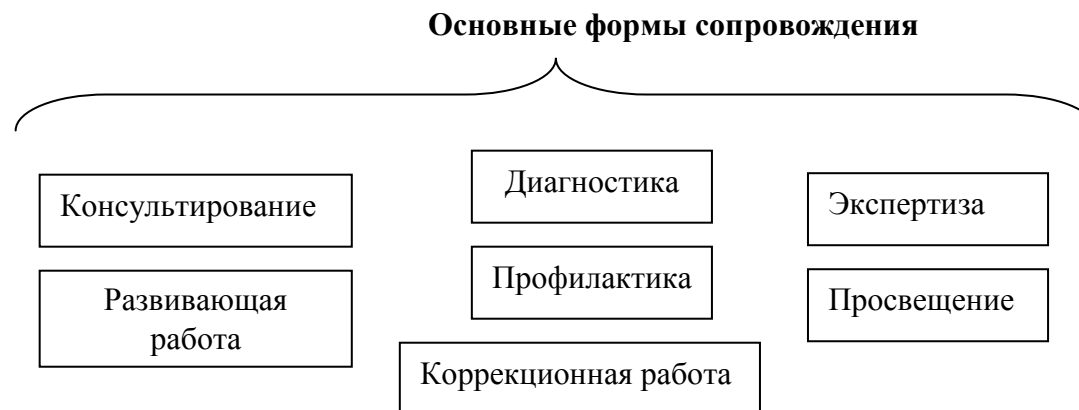 Основные формы сопровождения
Консультирование
Диагностика
Экспертиза
Развивающая
работа
Профилактика
Просвещение
Коррекционная работа